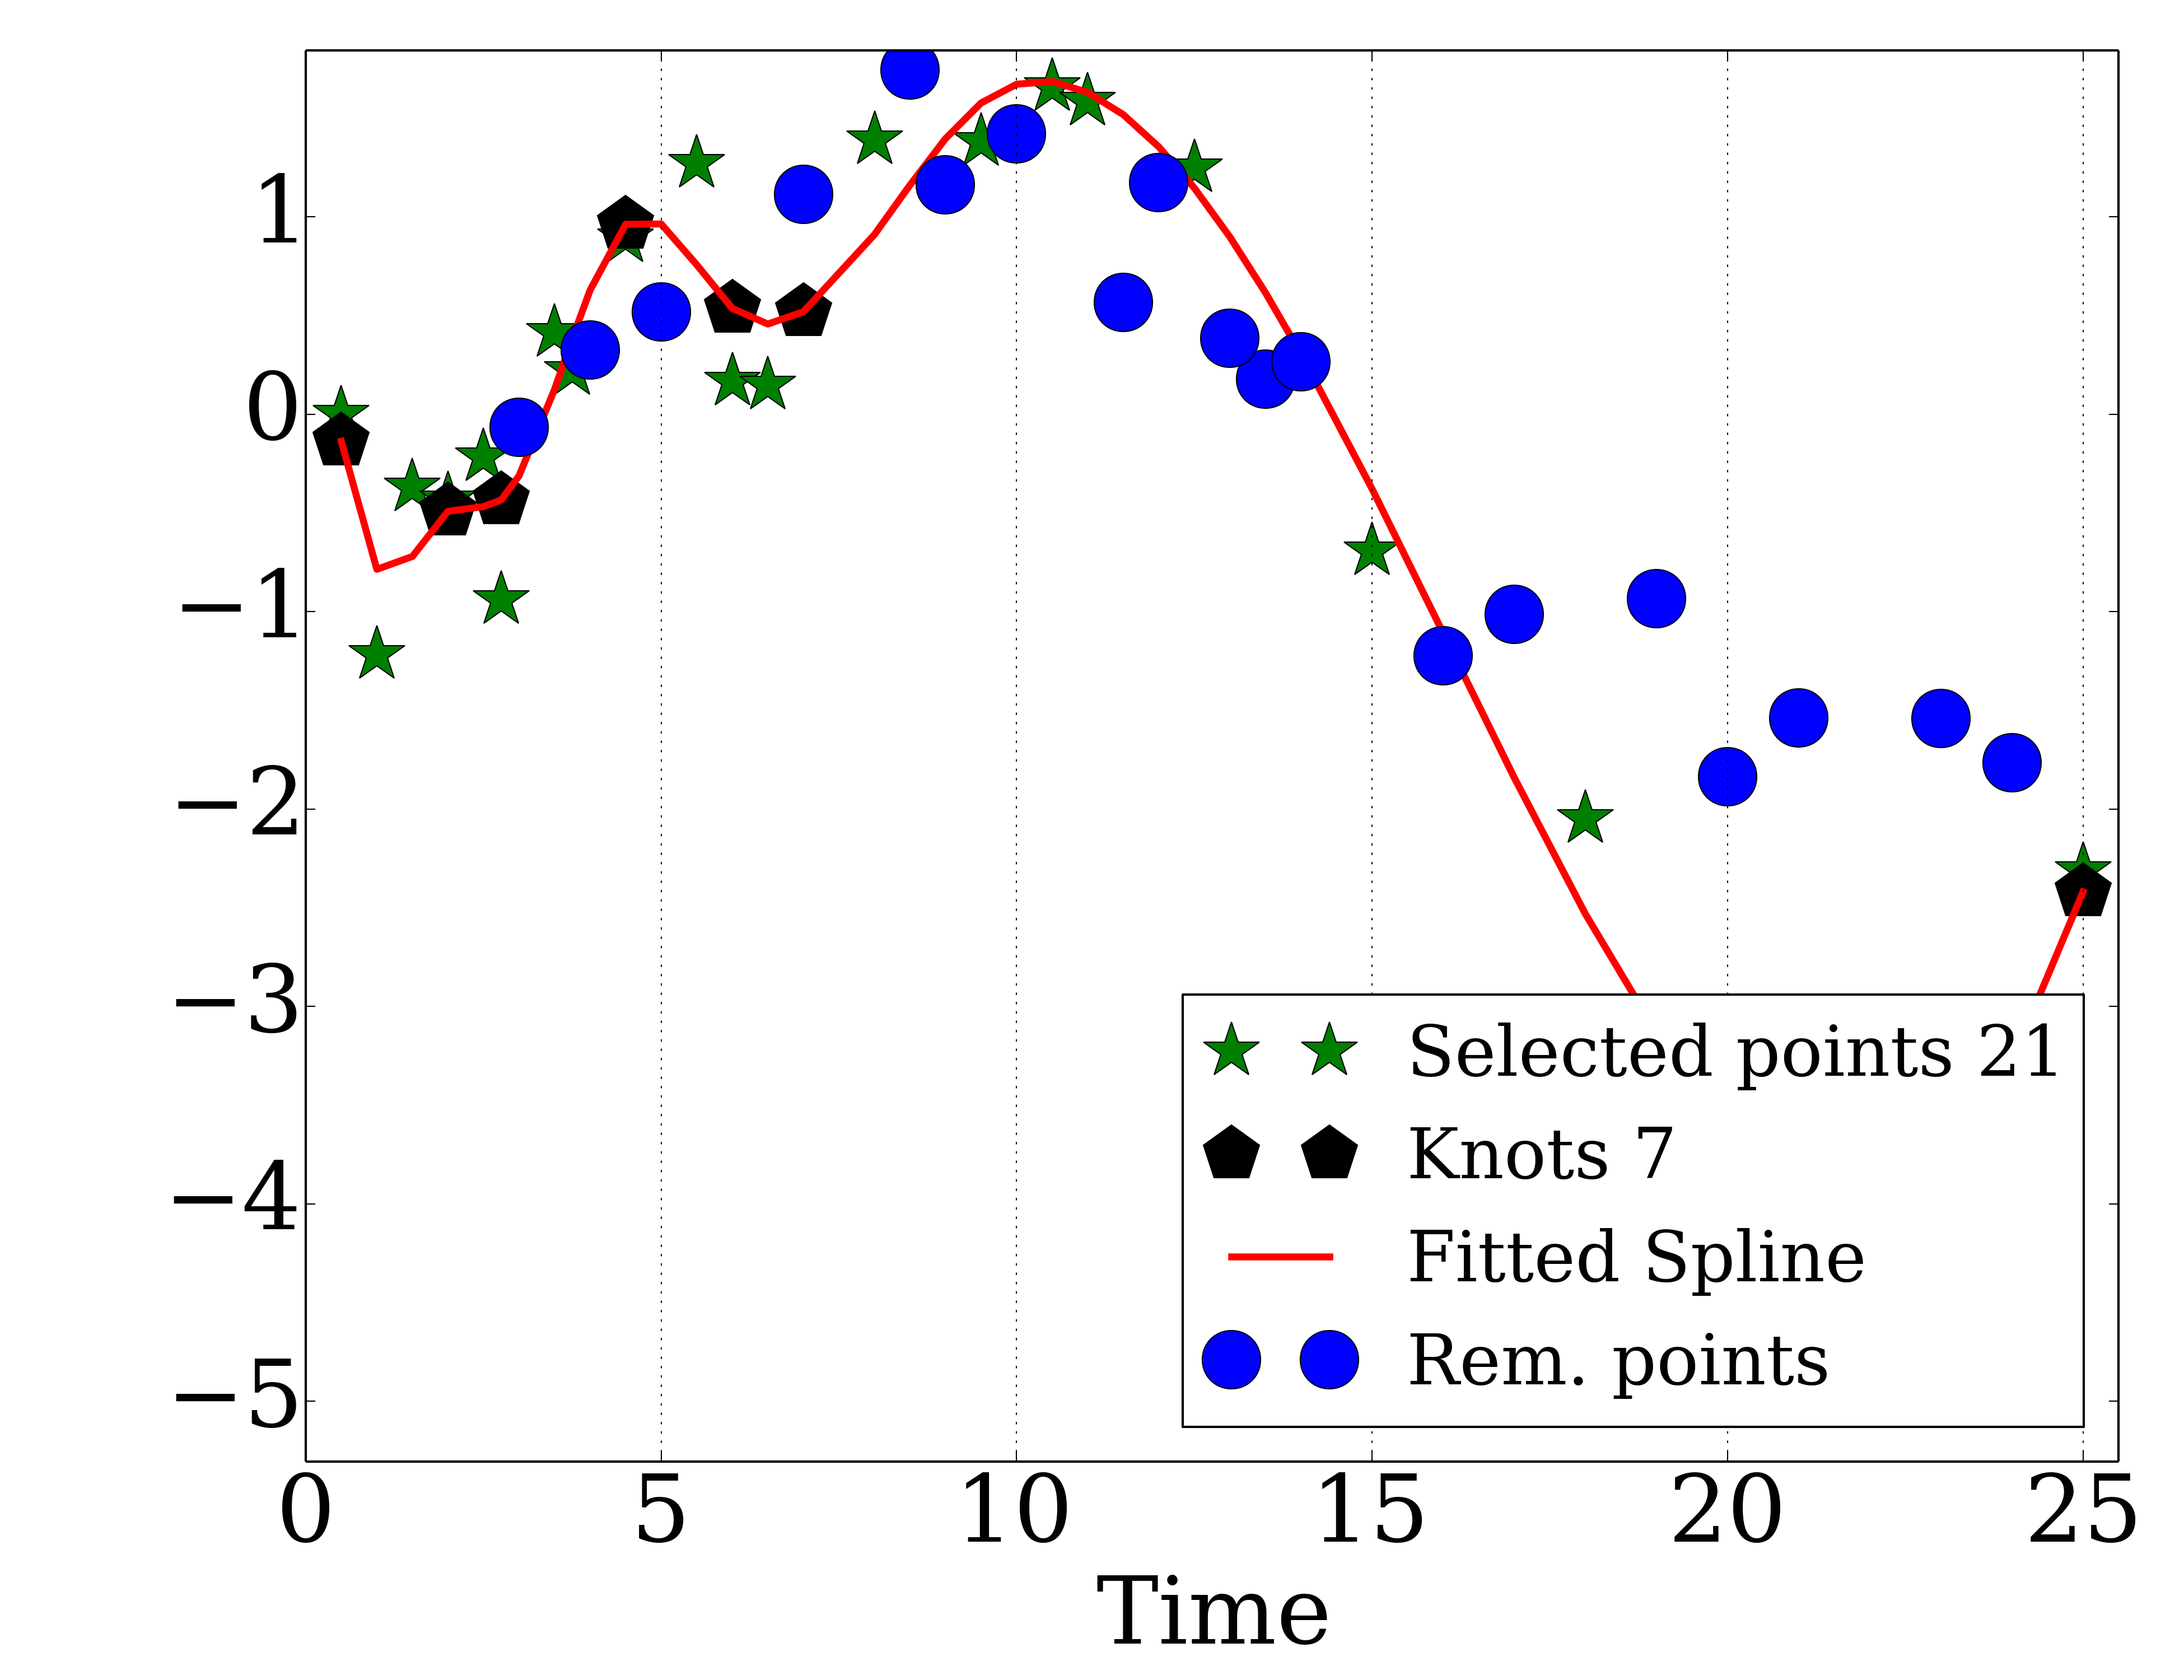 1
0
−1
−2
−3
−4
−5
Selected points 21
Knots 7
Fitted Spline
Rem. points
0 5 10 15 20 25
Time